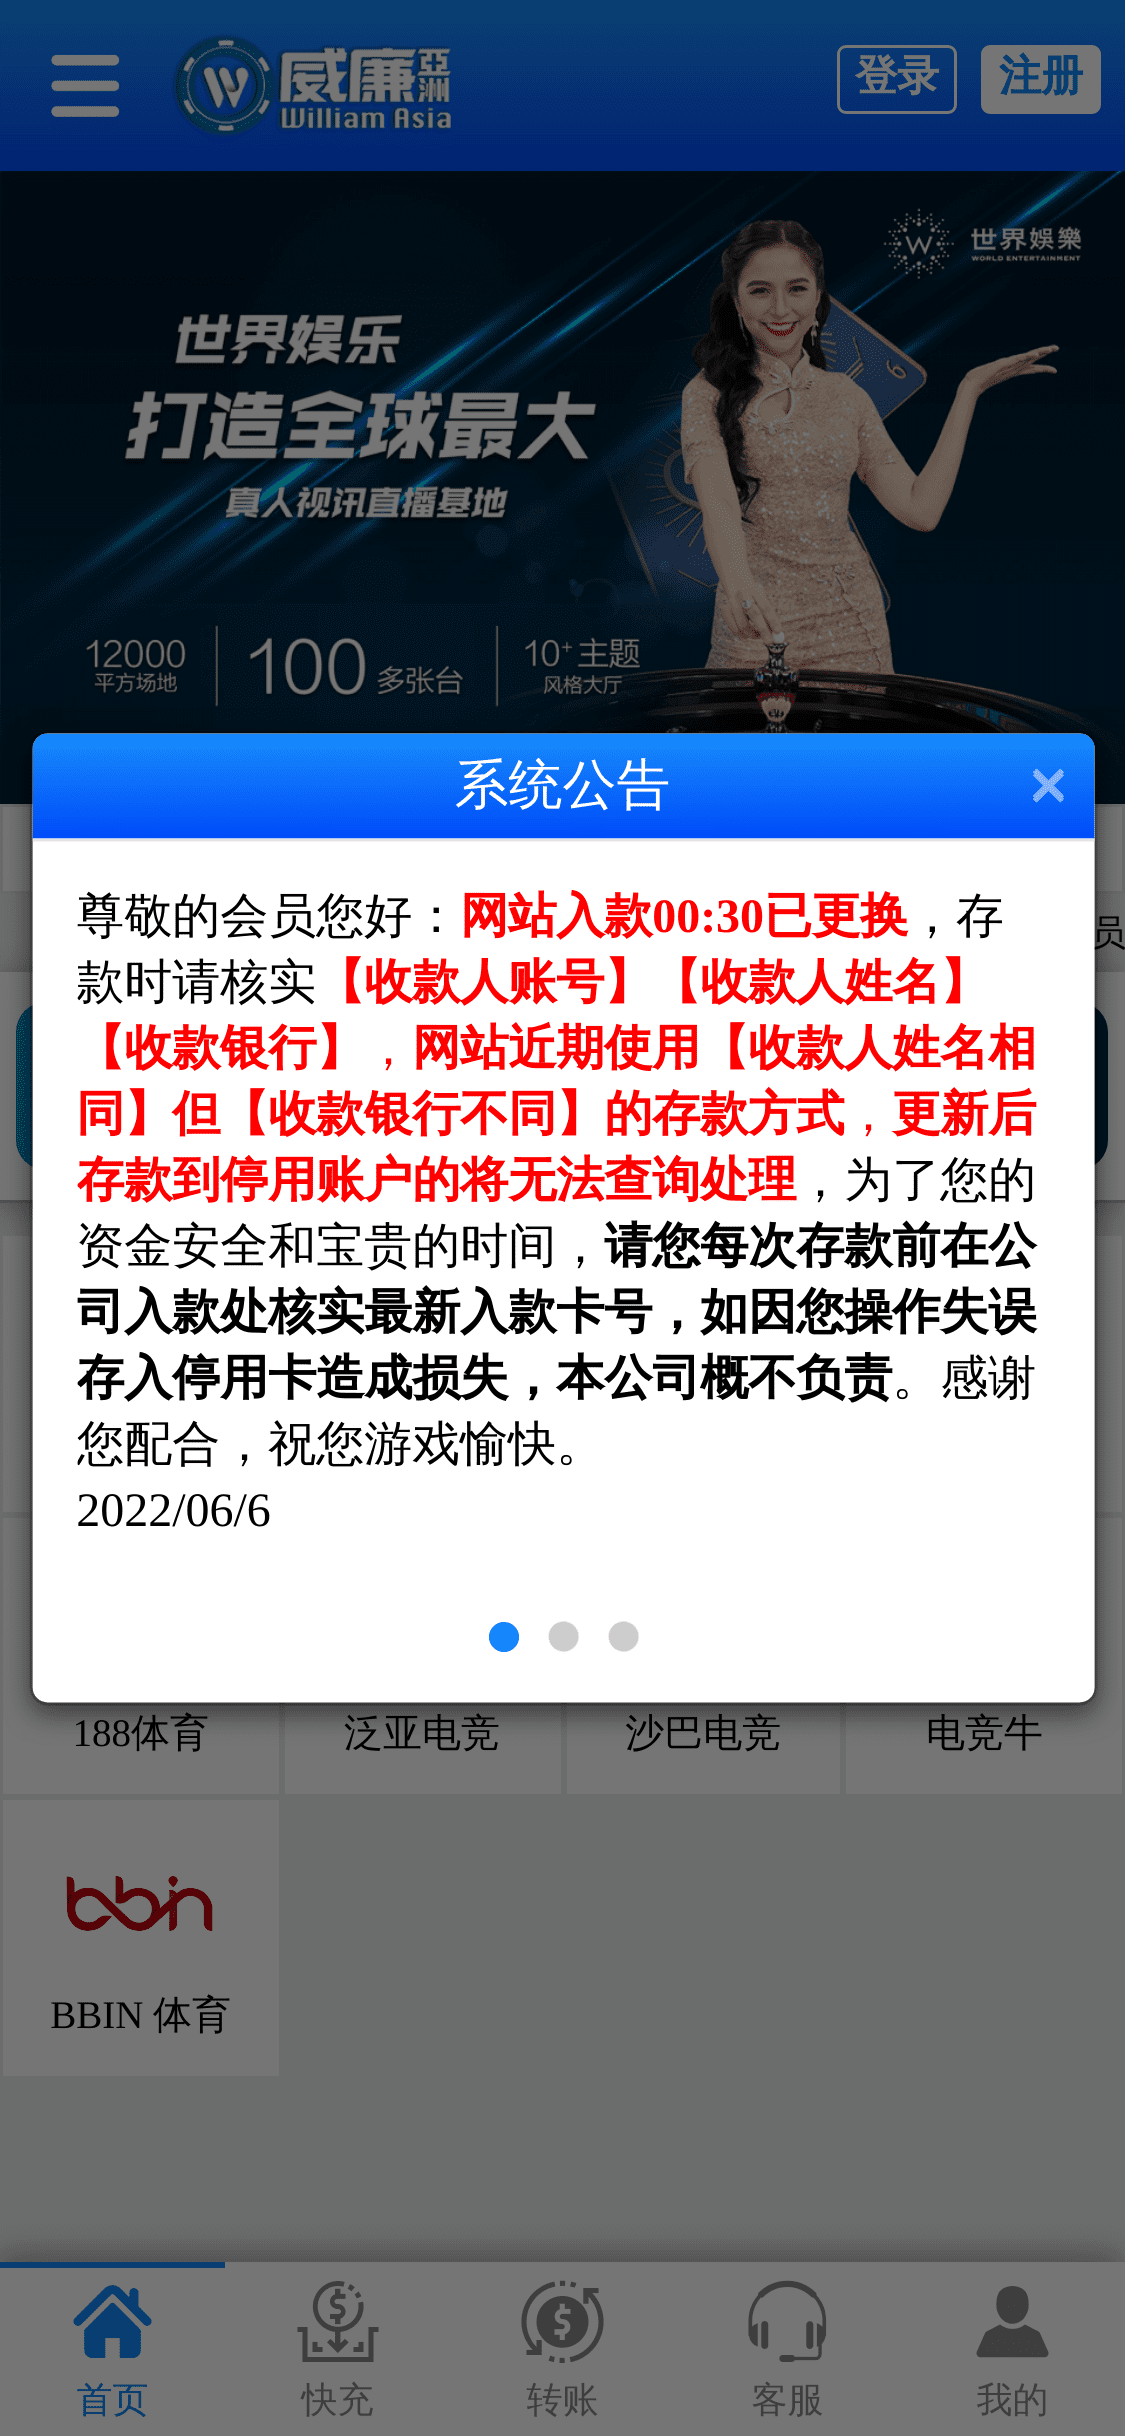 威廉亞洲
William Asia
登录
注册
世界娱樂
WORLD ENTERTAINMENT
世界娱乐
打造全球最大
真人视讯直播基地
12000
平方场地
100 多张台
10+ 主题
风格大厅
系统公告
×
员
尊敬的会员您好：网站入款00:30已更换，存
款时请核实【收款人账号】【收款人姓名】
【收款银行】，网站近期使用【收款人姓名相
同】但【收款银行不同】的存款方式，更新后
存款到停用账户的将无法查询处理，为了您的
资金安全和宝贵的时间，请您每次存款前在公
司入款处核实最新入款卡号，如因您操作失误
存入停用卡造成损失，本公司概不负责。感谢
您配合，祝您游戏愉快。
2022/06/6
188体育
泛亚电竞
沙巴电竞
电竞牛
bbin
BBIN 体育
首页
快充
转账
客服
我的